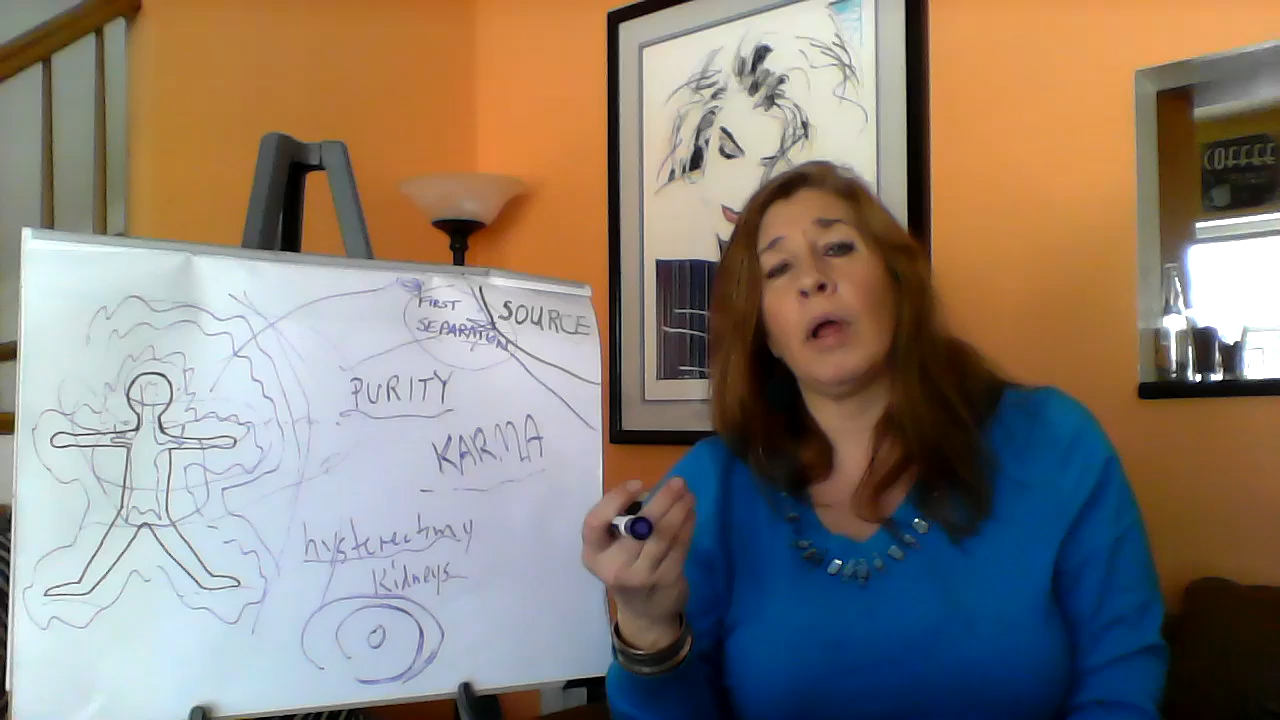 FIRST
SEPARATION
SOURCE
PURITY
KARMA
hysterectomy
Kidneys
COFFEE